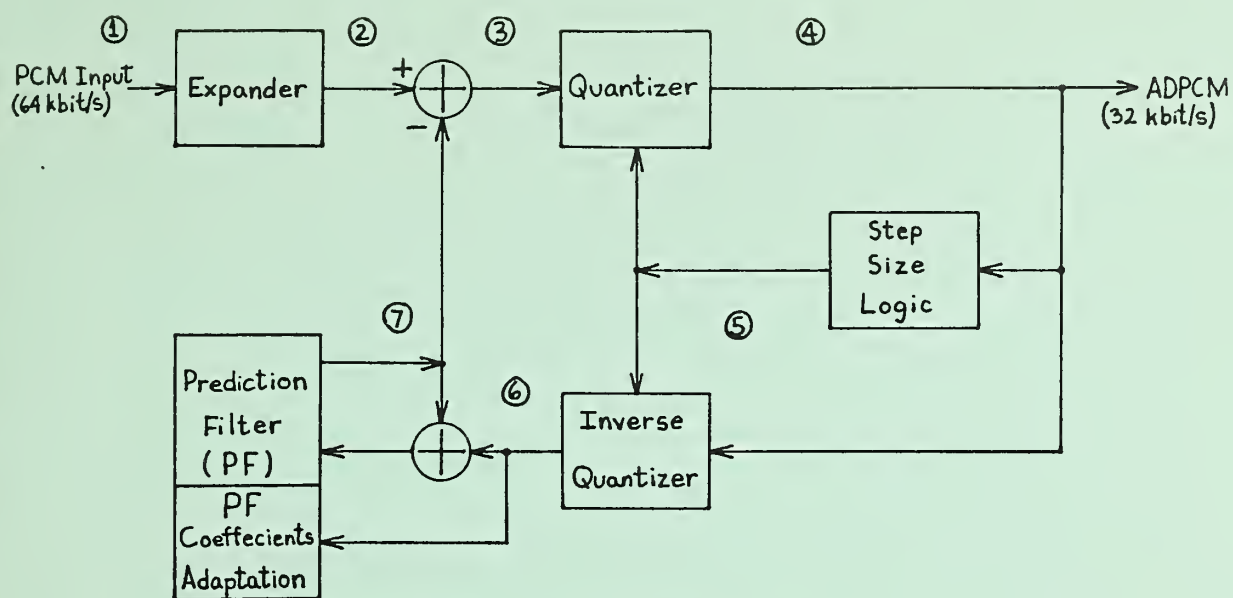 ①
②
③
④
PCM Input
(64 kbit/s)
Expander
+
−
Quantizer
ADPCM
(32 kbit/s)
Step
Size
Logic
⑤
⑦
⑥
Prediction
Filter
(PF)
Inverse
Quantizer
PF
Coeffecients
Adaptation